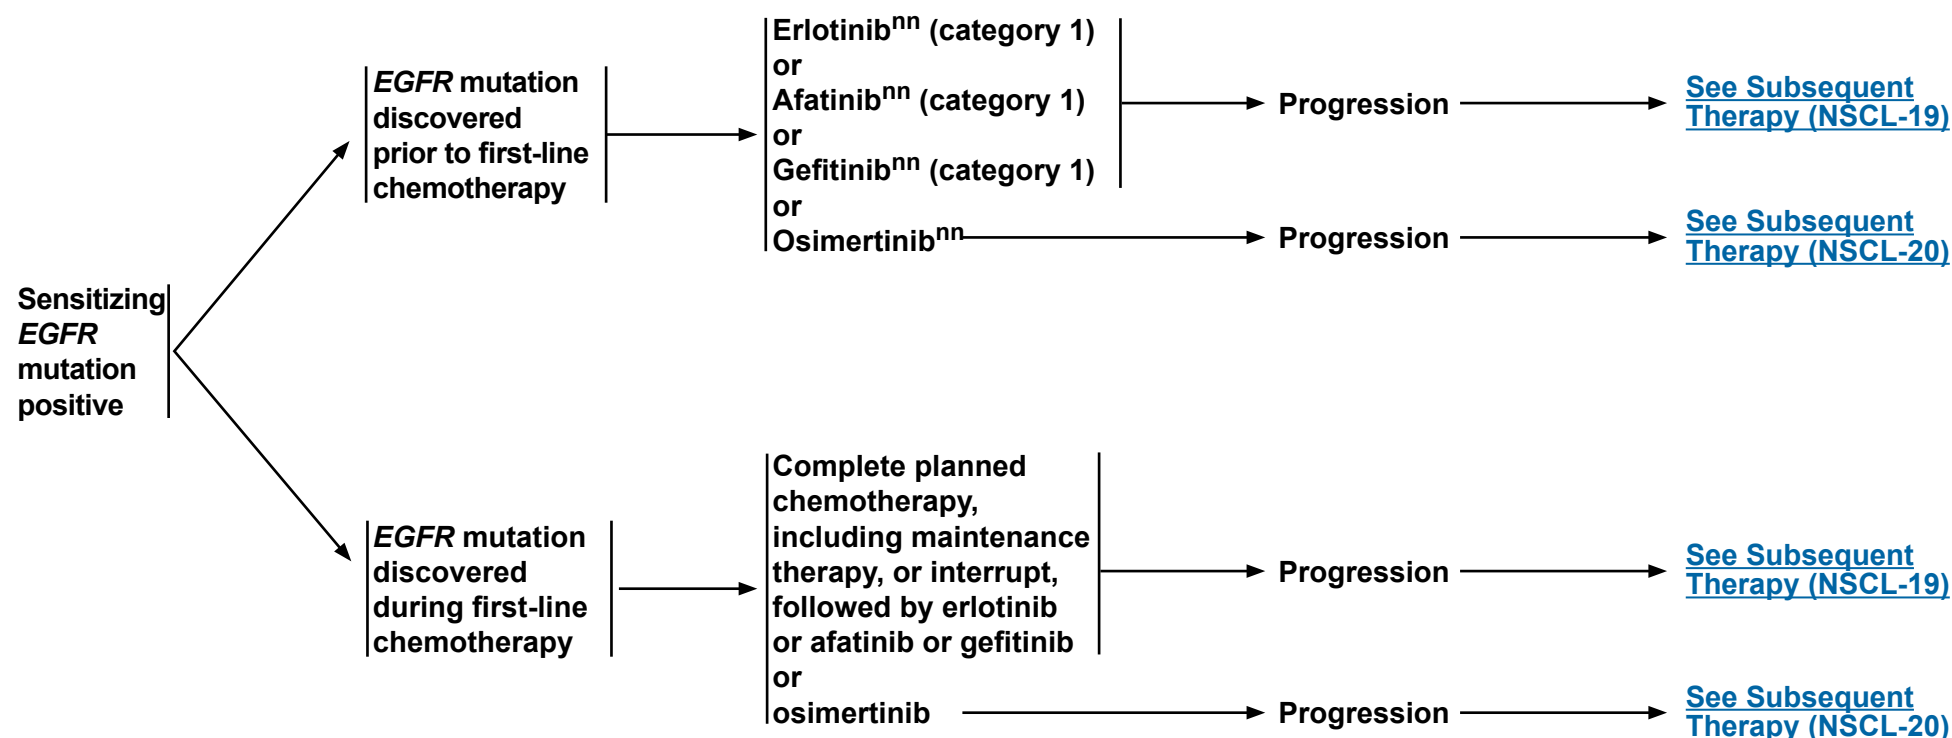 Sensitizing
EGFR
mutation
positive
EGFR mutation
discovered
prior to first-line
chemotherapy
Erlotinibnn (category 1)
or
Afatinibnn (category 1)
or
Gefitinibnn (category 1)
or
Osimertinibnn
Progression
See Subsequent
Therapy (NSCL-19)
Progression
See Subsequent
Therapy (NSCL-20)
EGFR mutation
discovered
during first-line
chemotherapy
Complete planned
chemotherapy,
including maintenance
therapy, or interrupt,
followed by erlotinib
or afatinib or gefitinib
or
osimertinib
Progression
See Subsequent
Therapy (NSCL-19)
Progression
See Subsequent
Therapy (NSCL-20)